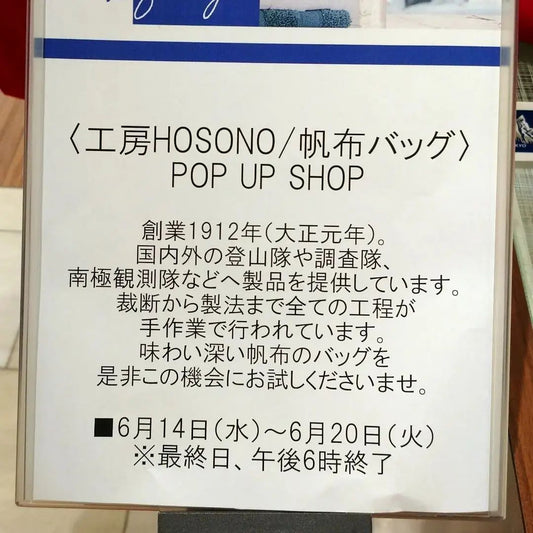 〈工房HOSONO/帆布バッグ〉
POP UP SHOP
創業1912年(大正元年)。
国内外の登山隊や調査隊、
南極観測隊などへ製品を提供しています。
裁断から製法まで全ての工程が
手作業で行われています。
味わい深い帆布のバッグを
是非この機会にお試しくださいませ。
■6月14日(水)~6月20日(火)
※最終日、午後6時終了